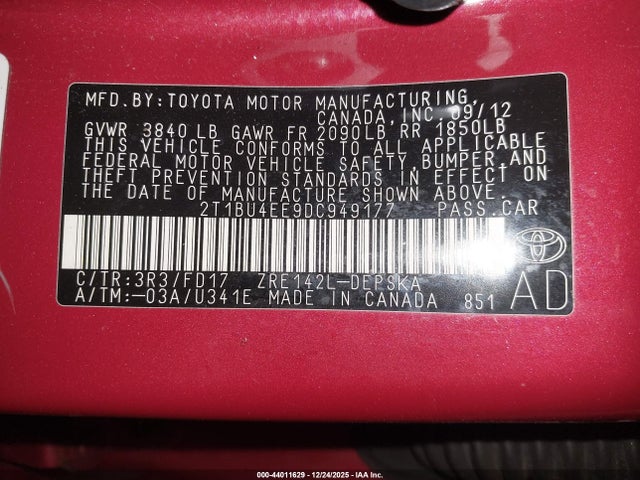 MFD. BY: TOYOTA MOTOR MANUFACTURING,
CANADA, INC. 09/12
GVWR 3840 LB GAWR FR 2090LB RR 1850LB
THIS VEHICLE CONFORMS TO ALL APPLICABLE
FEDERAL MOTOR VEHICLE SAFETY, BUMPER, AND
THEFT PREVENTION STANDARDS IN EFFECT ON
THE DATE OF MANUFACTURE SHOWN ABOVE.
2T1BU4EE9DC949177 PASS. CAR
C/TR: 3R3/FD17 ZRE142L-DEPSKA
A/TM: -03A/U341E MADE IN CANADA 851
AD
000-44011629 - 12/24/2025 - IAA Inc.